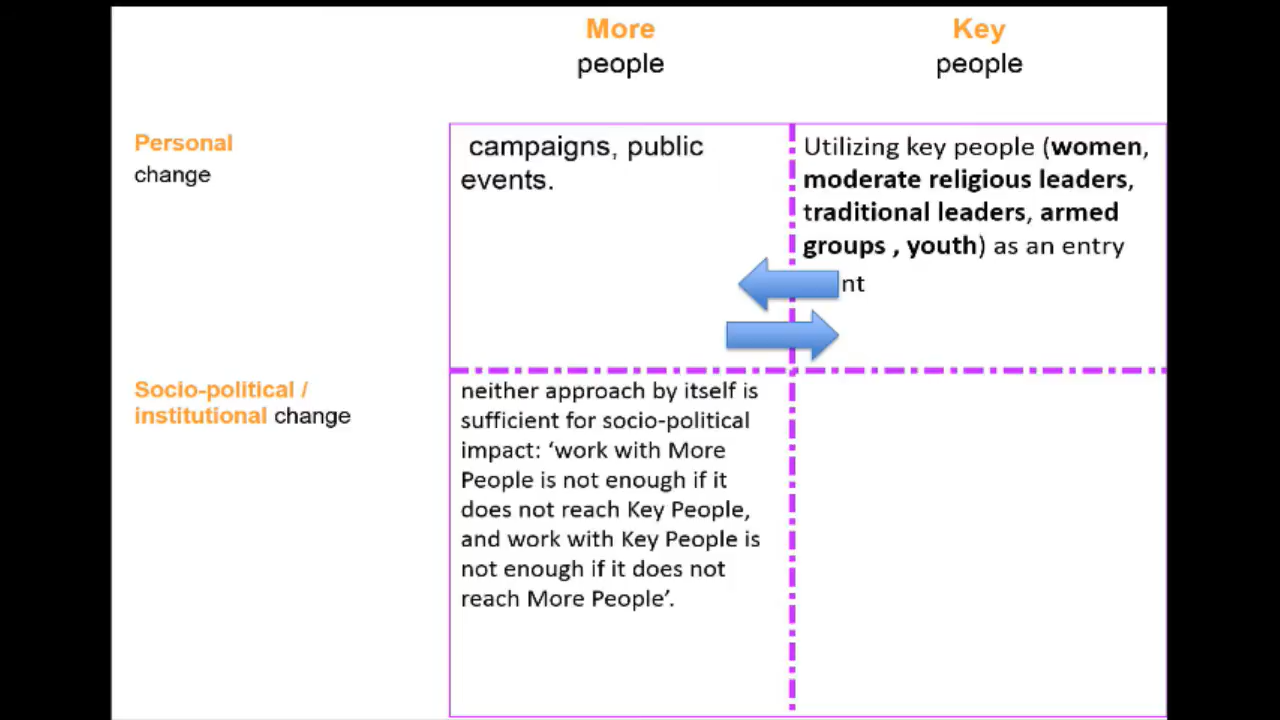 More
people
Key
people
Personal
change
campaigns, public
events.
Utilizing key people (women,
moderate religious leaders,
traditional leaders, armed
groups , youth) as an entry
nt
Socio-political /
institutional change
neither approach by itself is
sufficient for socio-political
impact: ‘work with More
People is not enough if it
does not reach Key People,
and work with Key People is
not enough if it does not
reach More People’.